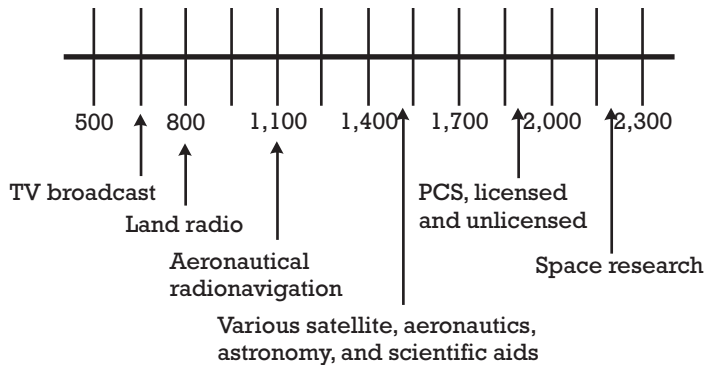 500 800 1,100 1,400 1,700 2,000 2,300
TV broadcast
Land radio
Aeronautical
radionavigation
Various satellite, aeronautics,
astronomy, and scientific aids
PCS, licensed
and unlicensed
Space research